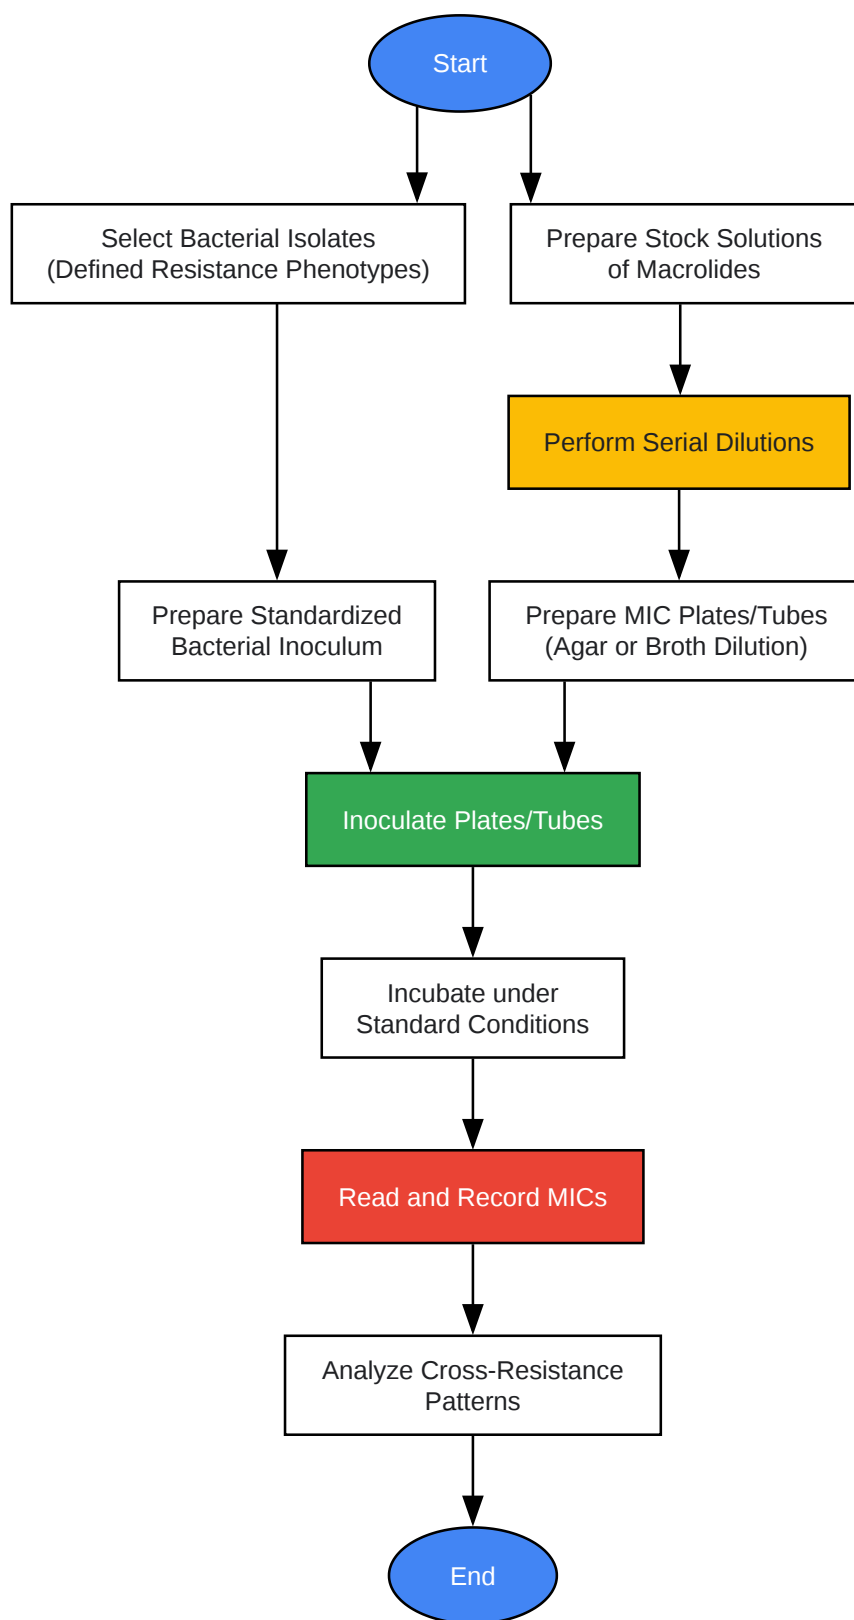 Start
Select Bacterial Isolates
(Defined Resistance Phenotypes)
Prepare Stock Solutions
of Macrolides
Perform Serial Dilutions
Prepare Standardized
Bacterial Inoculum
Prepare MIC Plates/Tubes
(Agar or Broth Dilution)
Inoculate Plates/Tubes
Incubate under
Standard Conditions
Read and Record MICs
Analyze Cross-Resistance
Patterns
End